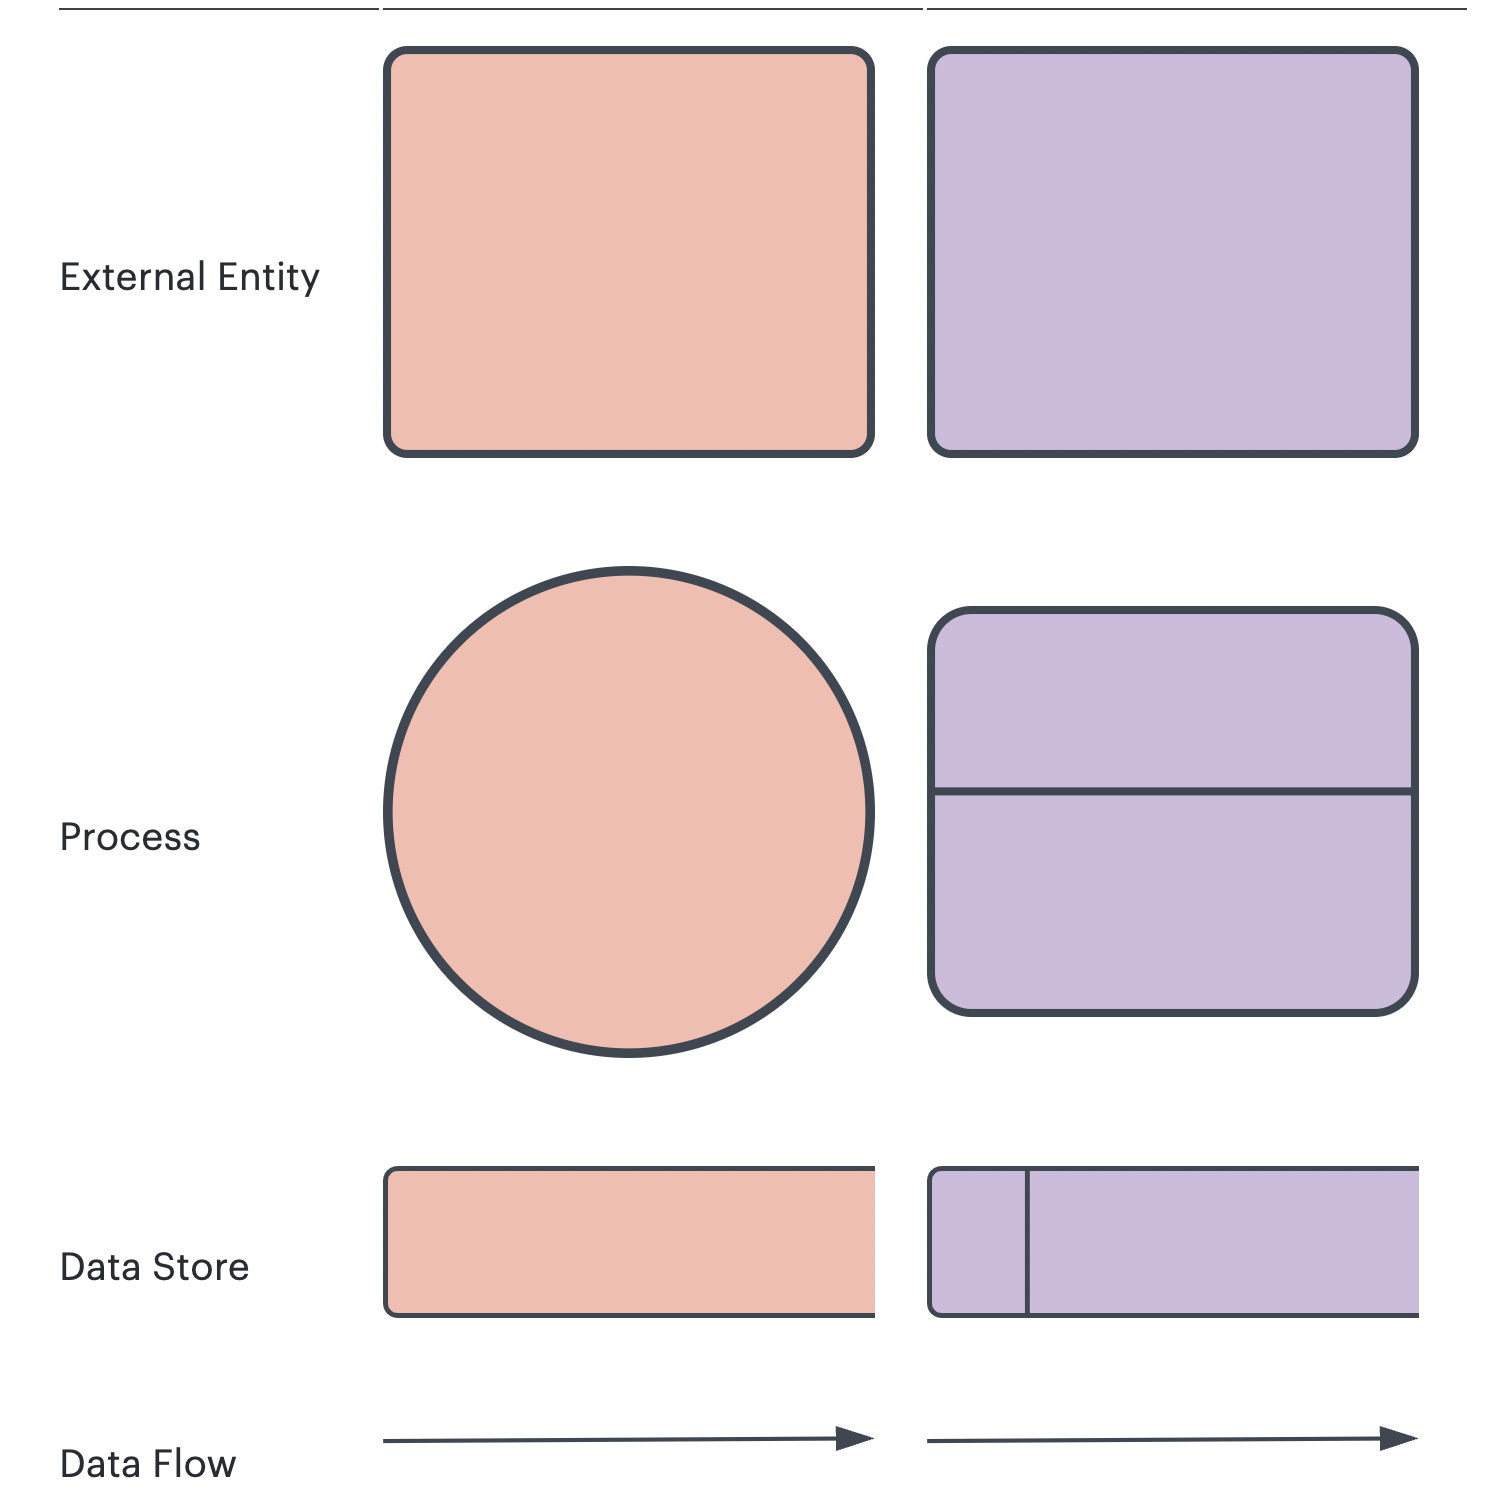 External Entity
Process
Data Store
Data Flow